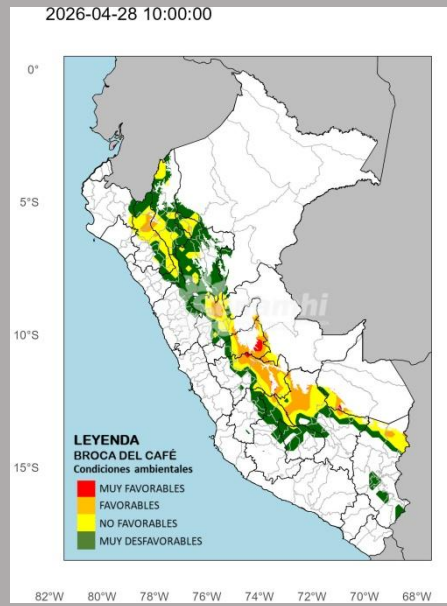 2026-04-28 10:00:00
0°
5°S
10°S
15°S
senamhi
LEYENDA
BROCA DEL CAFÉ
Condiciones ambientales
MUY FAVORABLES
FAVORABLES
NO FAVORABLES
MUY DESFAVORABLES
82°W 80°W 78°W 76°W 74°W 72°W 70°W 68°W